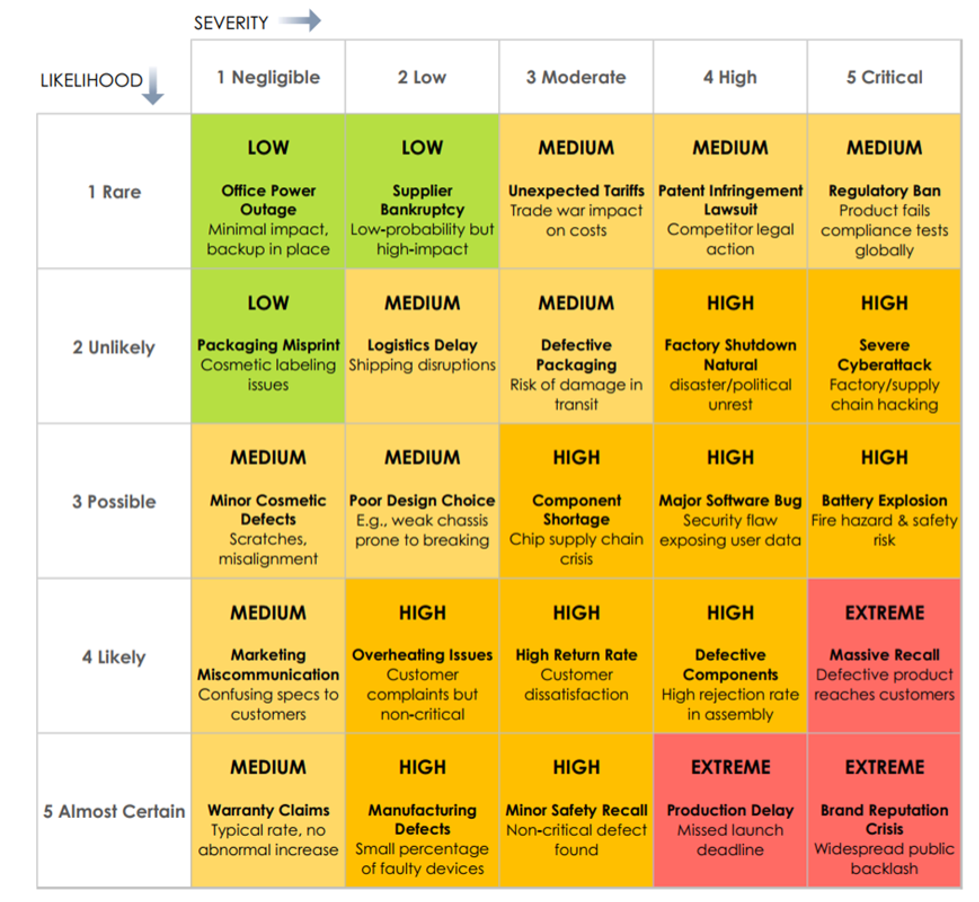 SEVERITY
LIKELIHOOD
1 Negligible
2 Low
3 Moderate
4 High
5 Critical
1 Rare
LOW
Office Power
Outage
Minimal impact,
backup in place
LOW
Supplier
Bankruptcy
Low-probability but
high-impact
MEDIUM
Unexpected Tariffs
Trade war impact
on costs
MEDIUM
Patent Infringement
Lawsuit
Competitor legal
action
MEDIUM
Regulatory Ban
Product fails
compliance tests
globally
2 Unlikely
LOW
Packaging Misprint
Cosmetic labeling
issues
MEDIUM
Logistics Delay
Shipping disruptions
MEDIUM
Defective
Packaging
Risk of damage in
transit
HIGH
Factory Shutdown
Natural
disaster/political
unrest
HIGH
Severe
Cyberattack
Factory/supply
chain hacking
3 Possible
MEDIUM
Minor Cosmetic
Defects
Scratches,
misalignment
MEDIUM
Poor Design Choice
E.g., weak chassis
prone to breaking
HIGH
Component
Shortage
Chip supply chain
crisis
HIGH
Major Software Bug
Security flaw
exposing user data
HIGH
Battery Explosion
Fire hazard & safety
risk
4 Likely
MEDIUM
Marketing
Miscommunication
Confusing specs to
customers
HIGH
Overheating Issues
Customer
complaints but
non-critical
HIGH
High Return Rate
Customer
dissatisfaction
HIGH
Defective
Components
High rejection rate
in assembly
EXTREME
Massive Recall
Defective product
reaches customers
5 Almost Certain
MEDIUM
Warranty Claims
Typical rate, no
abnormal increase
HIGH
Manufacturing
Defects
Small percentage
of faulty devices
HIGH
Minor Safety Recall
Non-critical defect
found
EXTREME
Production Delay
Missed launch
deadline
EXTREME
Brand Reputation
Crisis
Widespread public
backlash